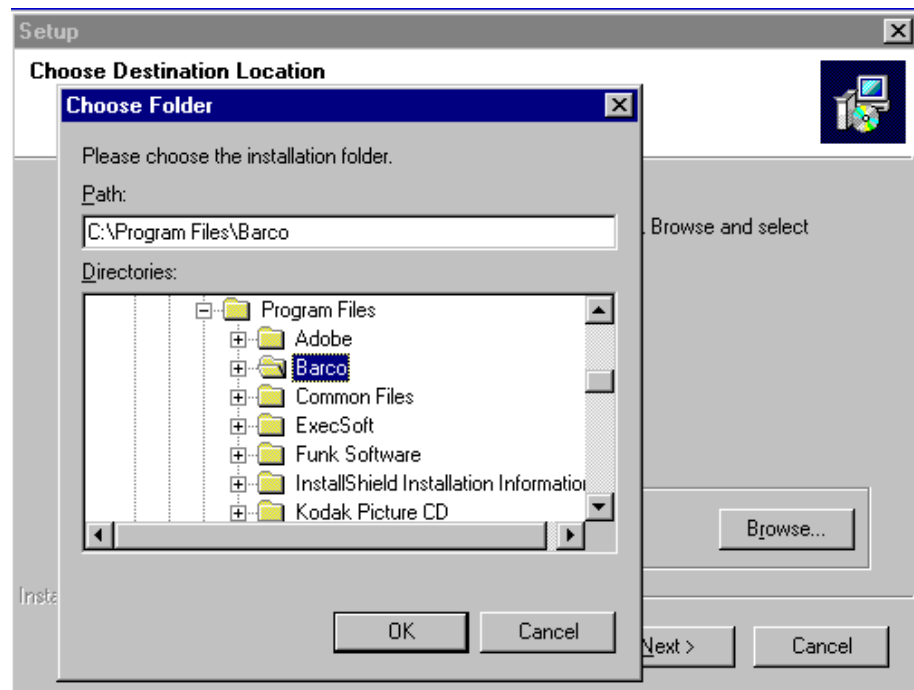 Setup
Choose Destination Location
Choose Folder
Please choose the installation folder.
Path:
C:\Program Files\Barco
. Browse and select
Directories:
Program Files
Adobe
Barco
Common Files
ExecSoft
Funk Software
InstallShield Installation Information
Kodak Picture CD
Browse...
Insta
OK
Cancel
Next >
Cancel